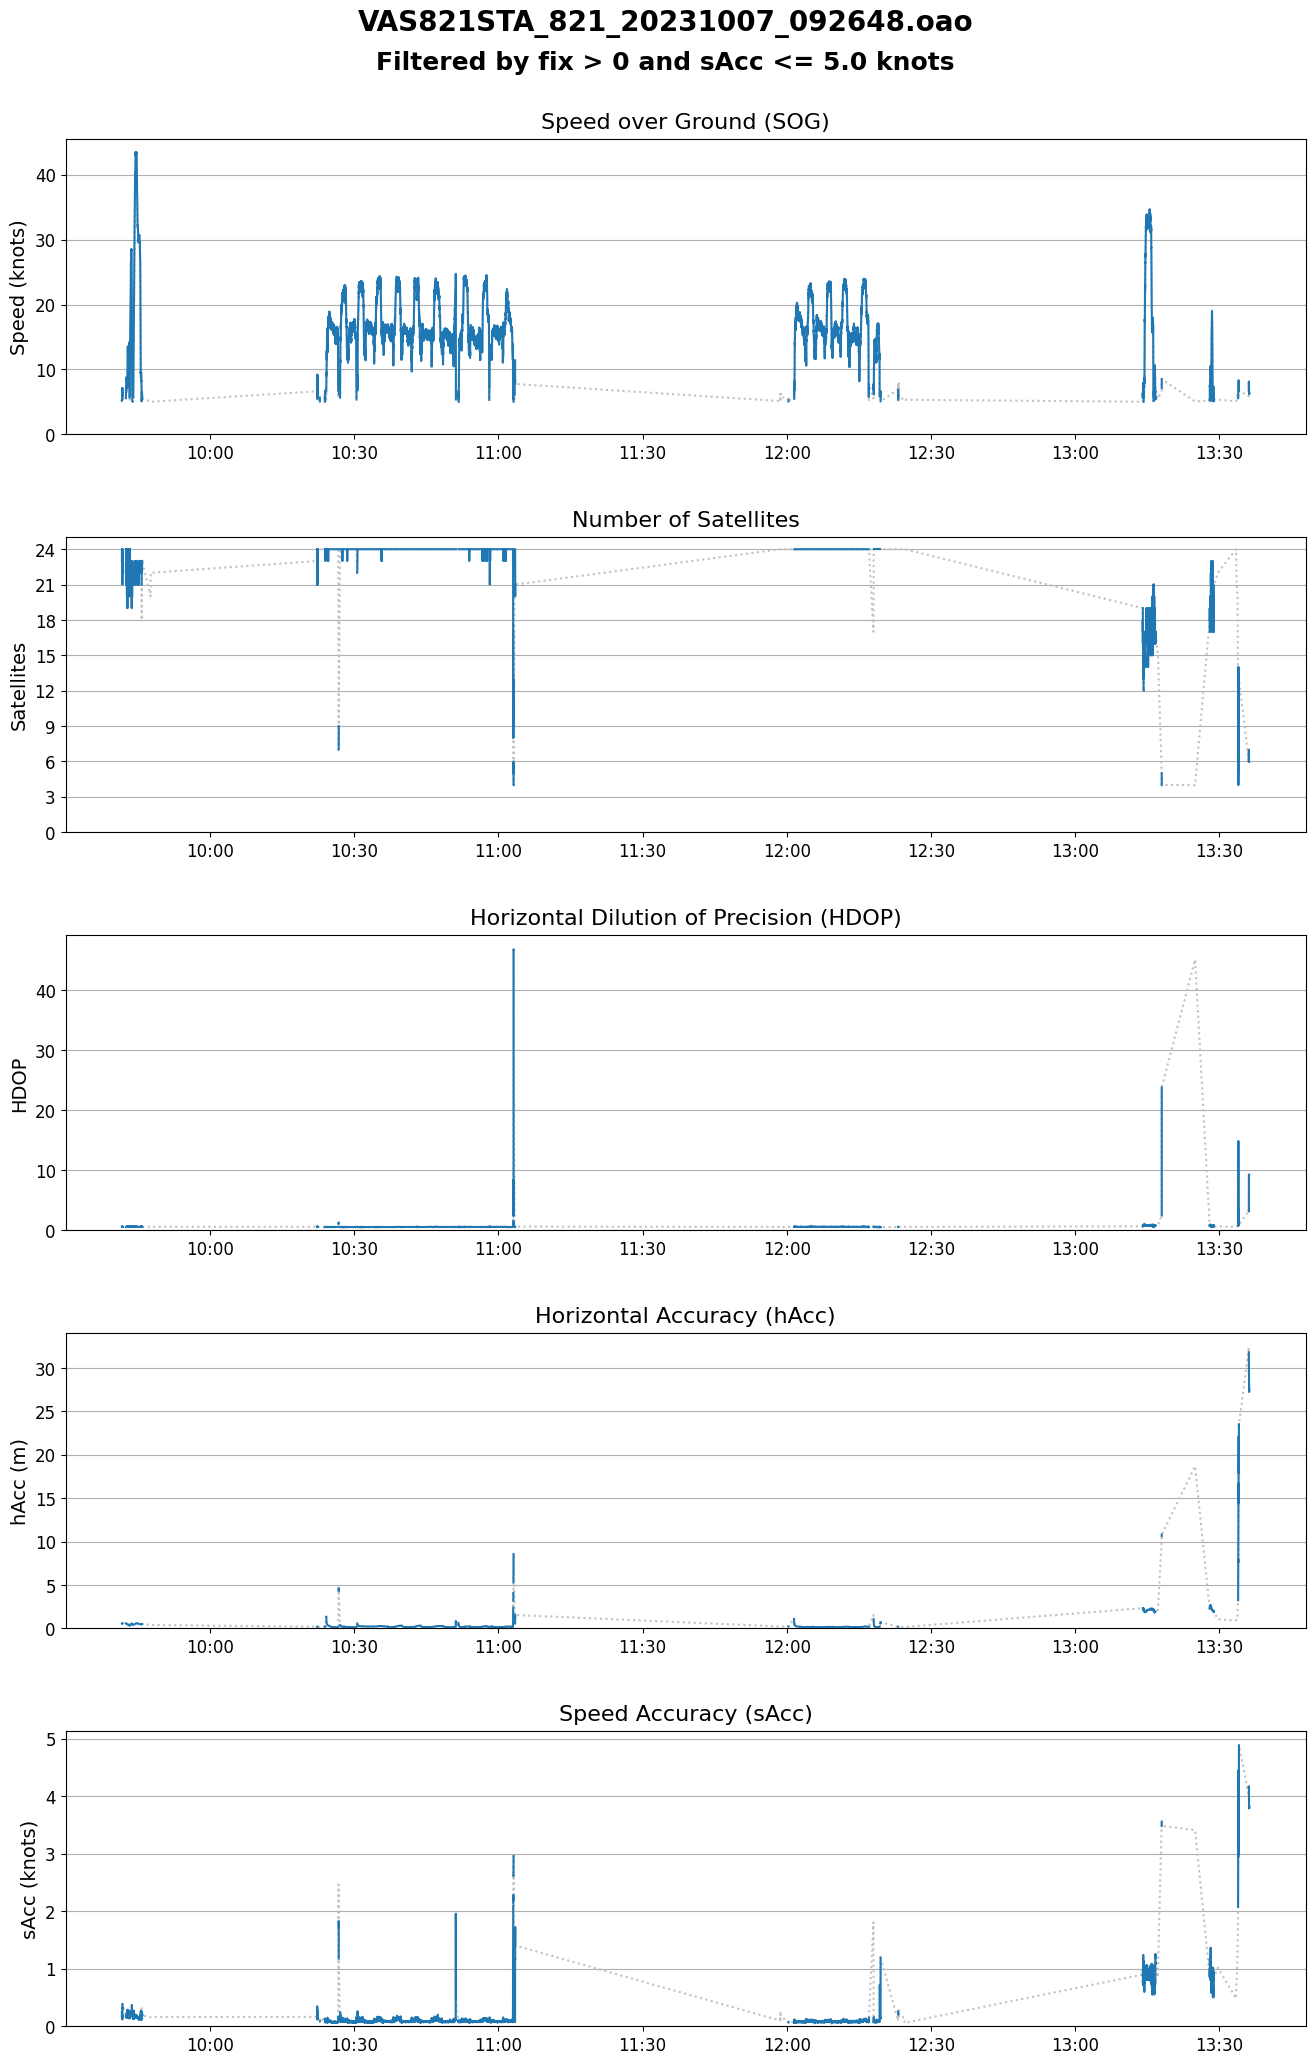 VAS821STA_821_20231007_092648.oao
Filtered by fix > 0 and sAcc <= 5.0 knots
Speed over Ground (SOG)
Speed (knots)
40
30
20
10
0
10:00 10:30 11:00 11:30 12:00 12:30 13:00 13:30
Number of Satellites
Satellites
24
21
18
15
12
9
6
3
0
10:00 10:30 11:00 11:30 12:00 12:30 13:00 13:30
Horizontal Dilution of Precision (HDOP)
HDOP
40
30
20
10
0
10:00 10:30 11:00 11:30 12:00 12:30 13:00 13:30
Horizontal Accuracy (hAcc)
hAcc (m)
30
25
20
15
10
5
0
10:00 10:30 11:00 11:30 12:00 12:30 13:00 13:30
Speed Accuracy (sAcc)
sAcc (knots)
5
4
3
2
1
0
10:00 10:30 11:00 11:30 12:00 12:30 13:00 13:30